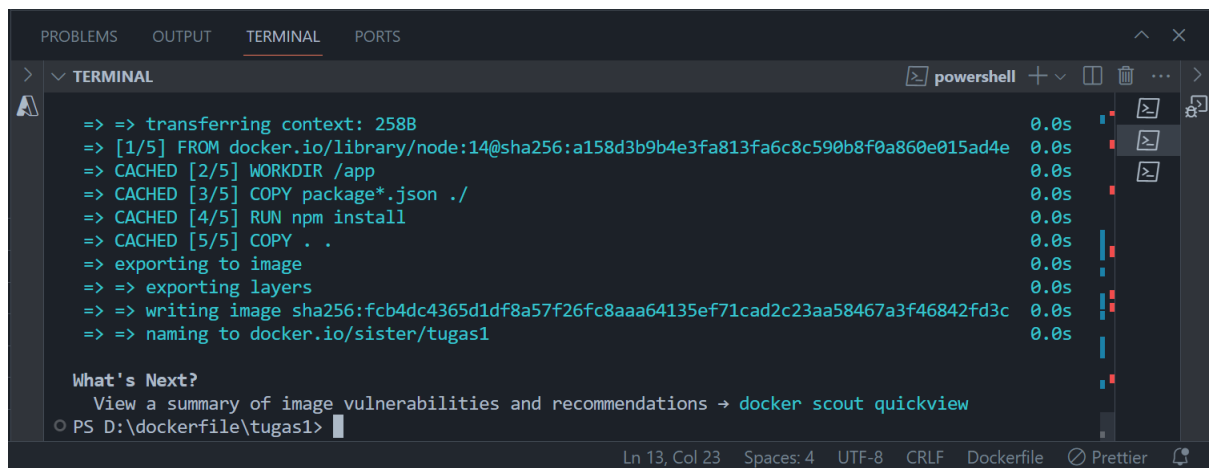 PROBLEMS OUTPUT TERMINAL PORTS
TERMINAL powershell
=> => transferring context: 258B 0.0s
=> [1/5] FROM docker.io/library/node:14@sha256:a158d3b9b4e3fa813fa6c8c590b8f0a860e015ad4e 0.0s
=> CACHED [2/5] WORKDIR /app 0.0s
=> CACHED [3/5] COPY package*.json ./ 0.0s
=> CACHED [4/5] RUN npm install 0.0s
=> CACHED [5/5] COPY . . 0.0s
=> exporting to image 0.0s
=> => exporting layers 0.0s
=> => writing image sha256:fcb4dc4365d1df8a57f26fc8aaa64135ef71cad2c23aa58467a3f46842fd3c 0.0s
=> => naming to docker.io/sister/tugas1 0.0s
What's Next?
View a summary of image vulnerabilities and recommendations → docker scout quickview
PS D:\dockerfile\tugas1>
Ln 13, Col 23 Spaces: 4 UTF-8 CRLF Dockerfile Prettier